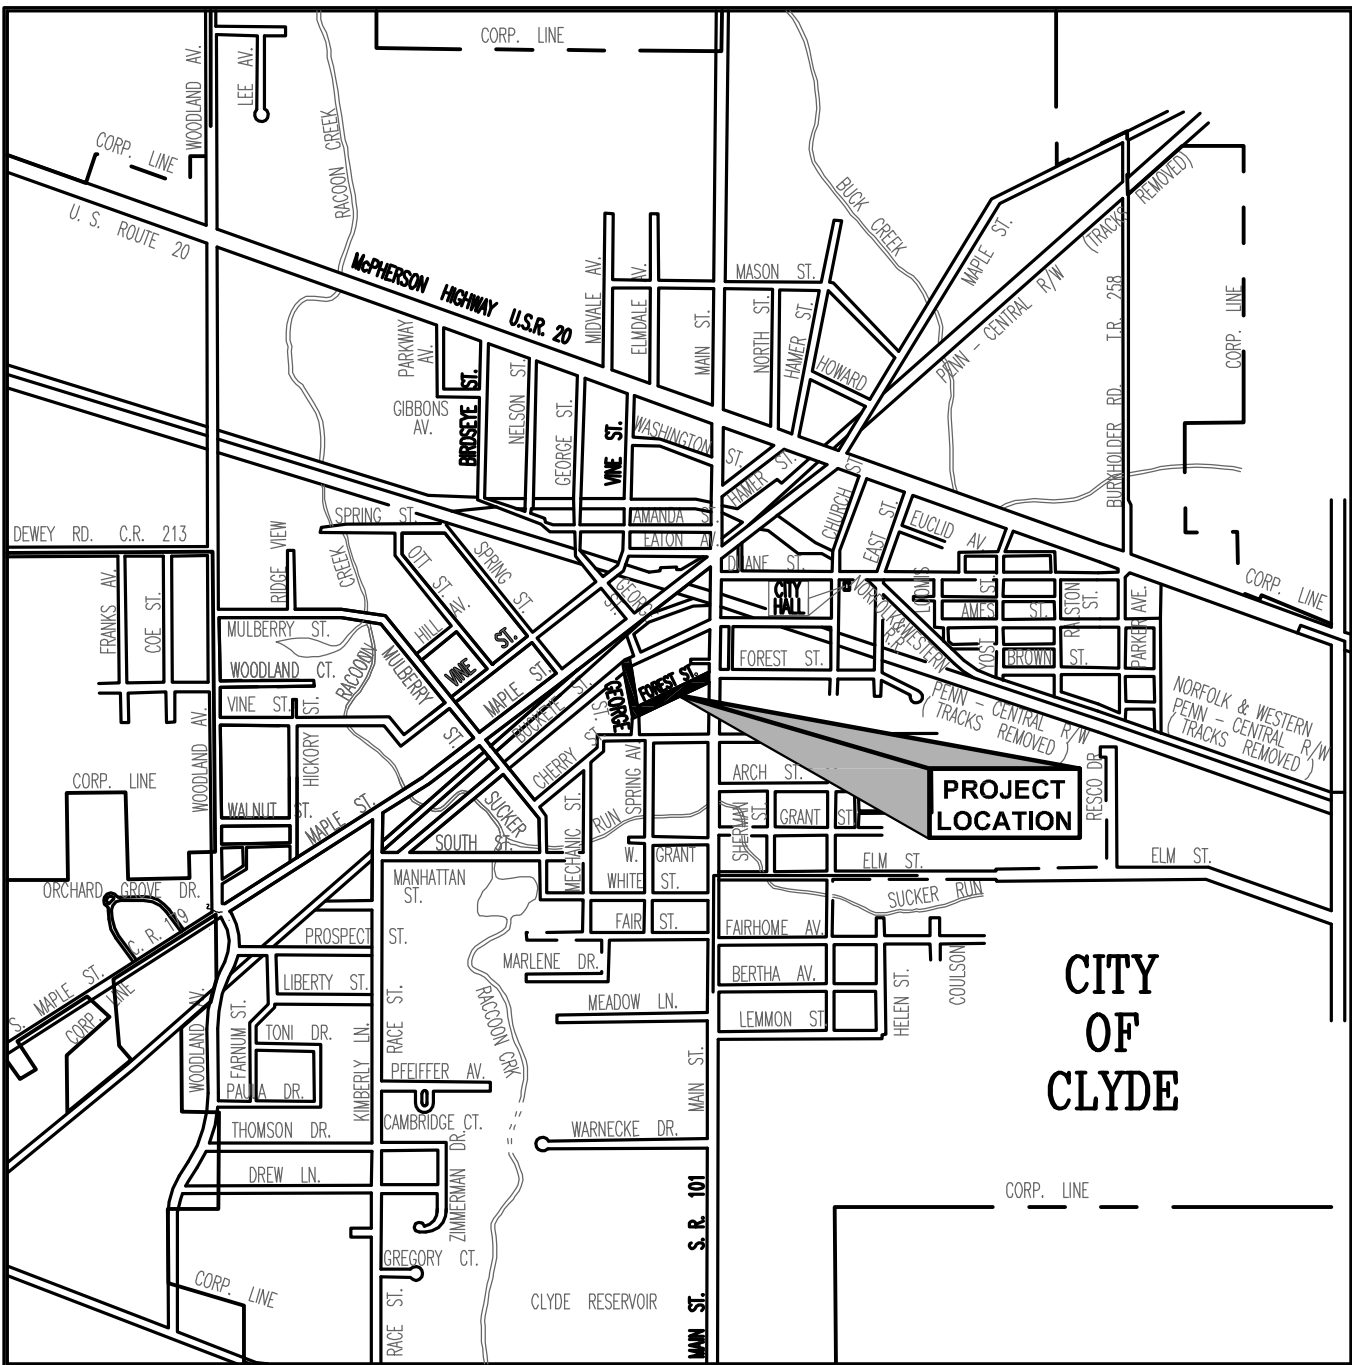 CORP. LINE
WOODLAND AV.
LEE AV.
RACOON CREEK
CORP. LINE
U. S. ROUTE 20
BUCK CREEK
MAPLE ST.
(TRACKS REMOVED)
PENN - CENTRAL R/W
T.R. 258
BURKHOLDER RD.
CORP. LINE
McPHERSON HIGHWAY U.S.R. 20
MIDVALE AV.
ELMDALE AV.
MAIN ST.
MASON ST.
NORTH ST.
HAMER ST.
HOWARD
PARKWAY
AV.
GIBBONS
AV.
BIRDSEYE ST.
NELSON ST.
GEORGE ST.
VINE ST.
WASHINGTON ST.
HAMER ST.
CHURCH ST
EAST ST.
EUCLID AV.
AMANDA ST.
EATON AV.
DUANE ST.
DEWEY RD. C.R. 213
SPRING ST.
CREEK
RIDGE VIEW
OTT ST.
SPRING ST.
HILL AV.
VINE ST.
FRANKS AV.
COE ST.
MULBERRY ST.
WOODLAND CT.
VINE ST.
RACOON
MULBERRY
ST.
MAPLE ST.
BUCKEYE ST.
GEORGE
ST.
CITY
HALL
NORFOLK&WESTERN
R.R
LOOMIS
AMES ST.
YOST ST.
BROWN ST.
RALSTON
ST.
PARKER AVE.
CORP. LINE
FOREST ST.
FOREST ST.
GEORGE
ST.
PENN - CENTRAL R/W
( TRACKS REMOVED )
NORFOLK & WESTERN
PENN - CENTRAL R/W
( TRACKS REMOVED )
WOODLAND AV.
HICKORY ST.
CORP. LINE
WALNUT ST.
MAPLE ST.
CHERRY ST.
SUCKER RUN
SPRING AV
MECHANIC ST.
ARCH ST.
SHERMAN ST.
GRANT ST.
PROJECT
LOCATION
RESCO DR
SOUTH ST.
W. GRANT
WHITE ST.
ELM ST.
ELM ST.
MANHATTAN
ST.
SUCKER RUN
ORCHARD GROVE DR.
C. R. 179
S. MAPLE ST.
CORP. LINE
PROSPECT ST.
LIBERTY ST.
FAIR ST.
FAIRHOME AV.
MARLENE DR.
BERTHA AV.
MEADOW LN.
LEMMON ST
HELEN ST.
COULSON
CITY
OF
CLYDE
WOODLAND AV.
FARNUM ST.
TONI DR.
PAULA DR.
KIMBERLY LN.
RACE ST.
RACCOON CRK
PFEIFFER AV.
MAIN ST.
CAMBRIDGE CT.
THOMSON DR.
WARNECKE DR.
DREW LN.
ZIMMERMAN DR.
MAIN ST. S. R. 101
CORP. LINE
GREGORY CT.
CORP. LINE
RACE ST.
CLYDE RESERVOIR